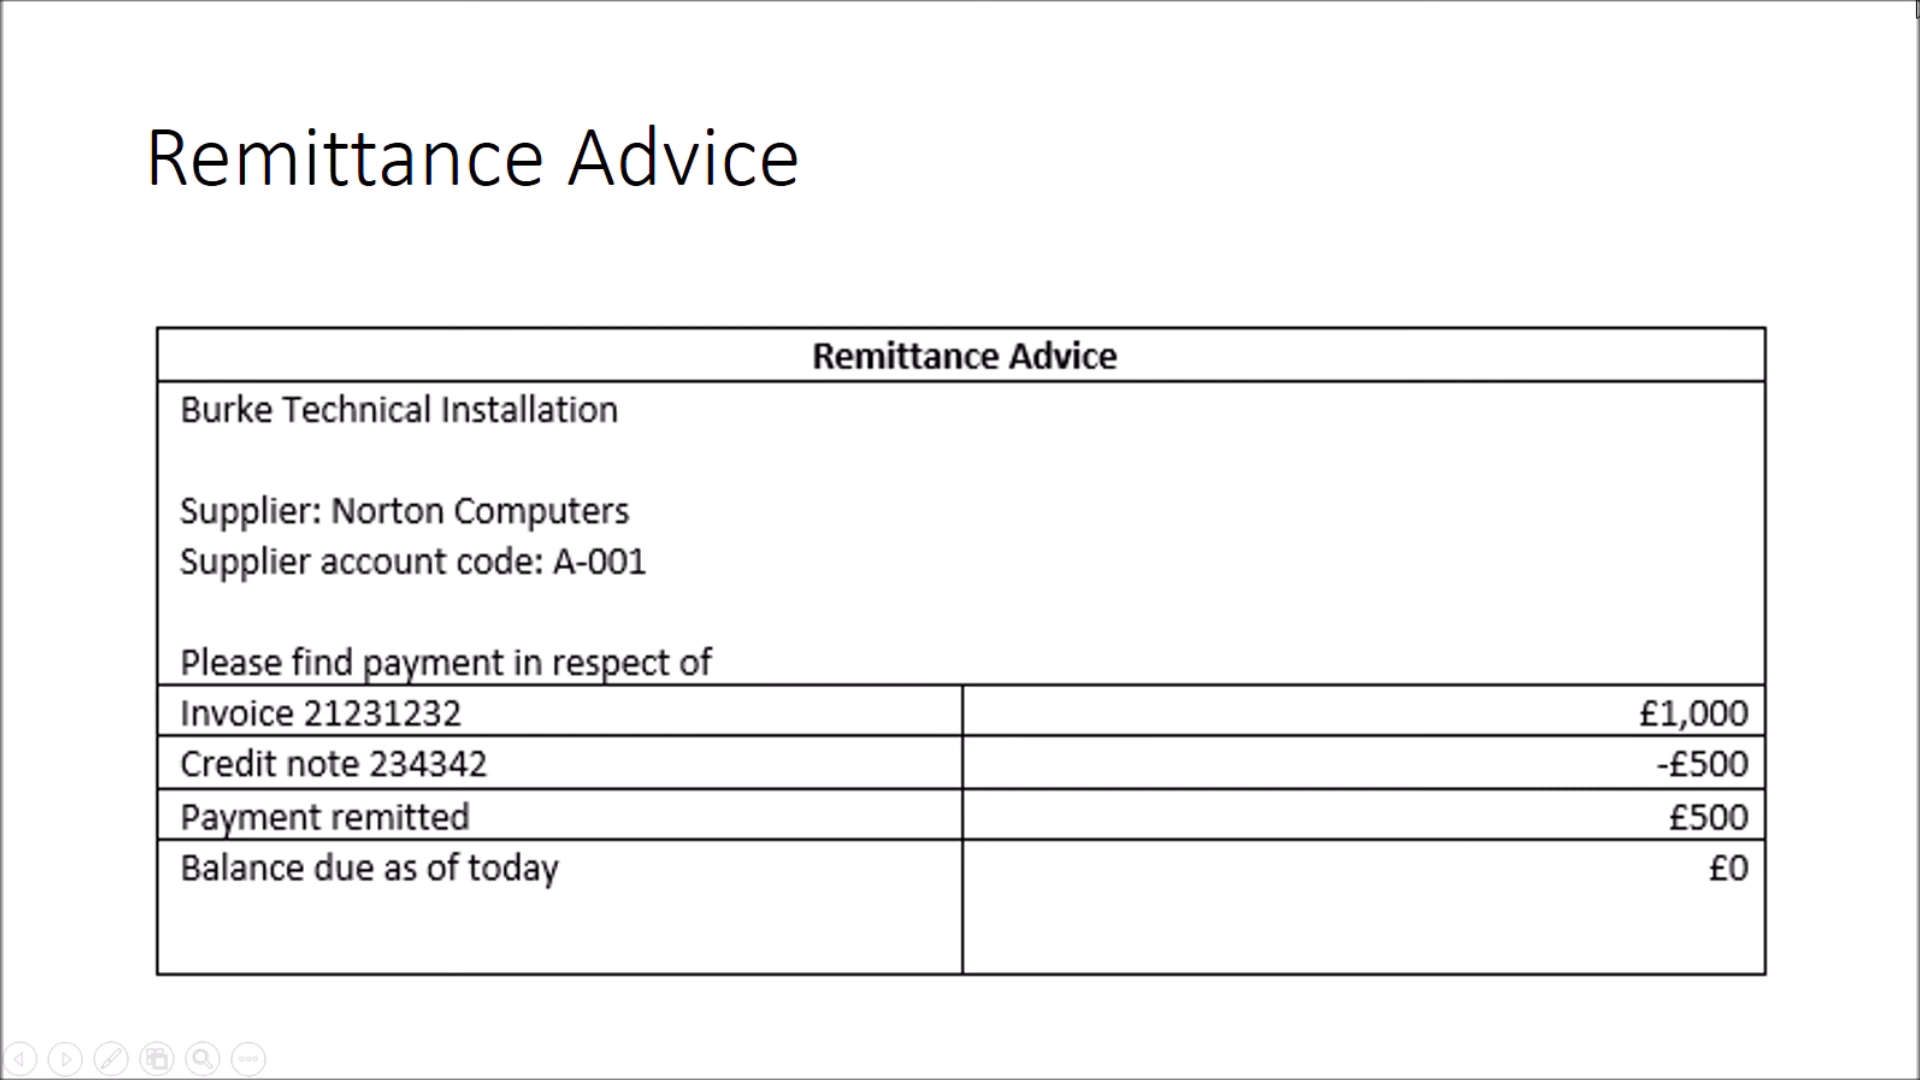 Remittance Advice
Remittance Advice
Burke Technical Installation
Supplier: Norton Computers
Supplier account code: A-001
Please find payment in respect of
Invoice 21231232 £1,000
Credit note 234342 -£500
Payment remitted £500
Balance due as of today £0